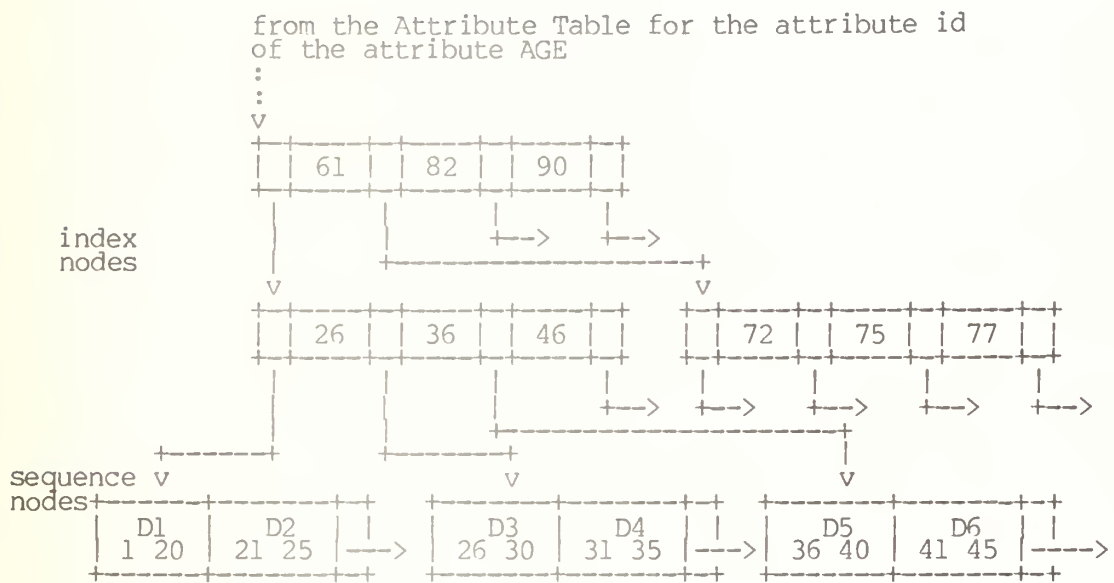 from the Attribute Table for the attribute id
of the attribute AGE
61 82 90
index
nodes
26 36 46 72 75 77
sequence
nodes
D1 D2 D3 D4 D5 D6
1 20 21 25 26 30 31 35 36 40 41 45